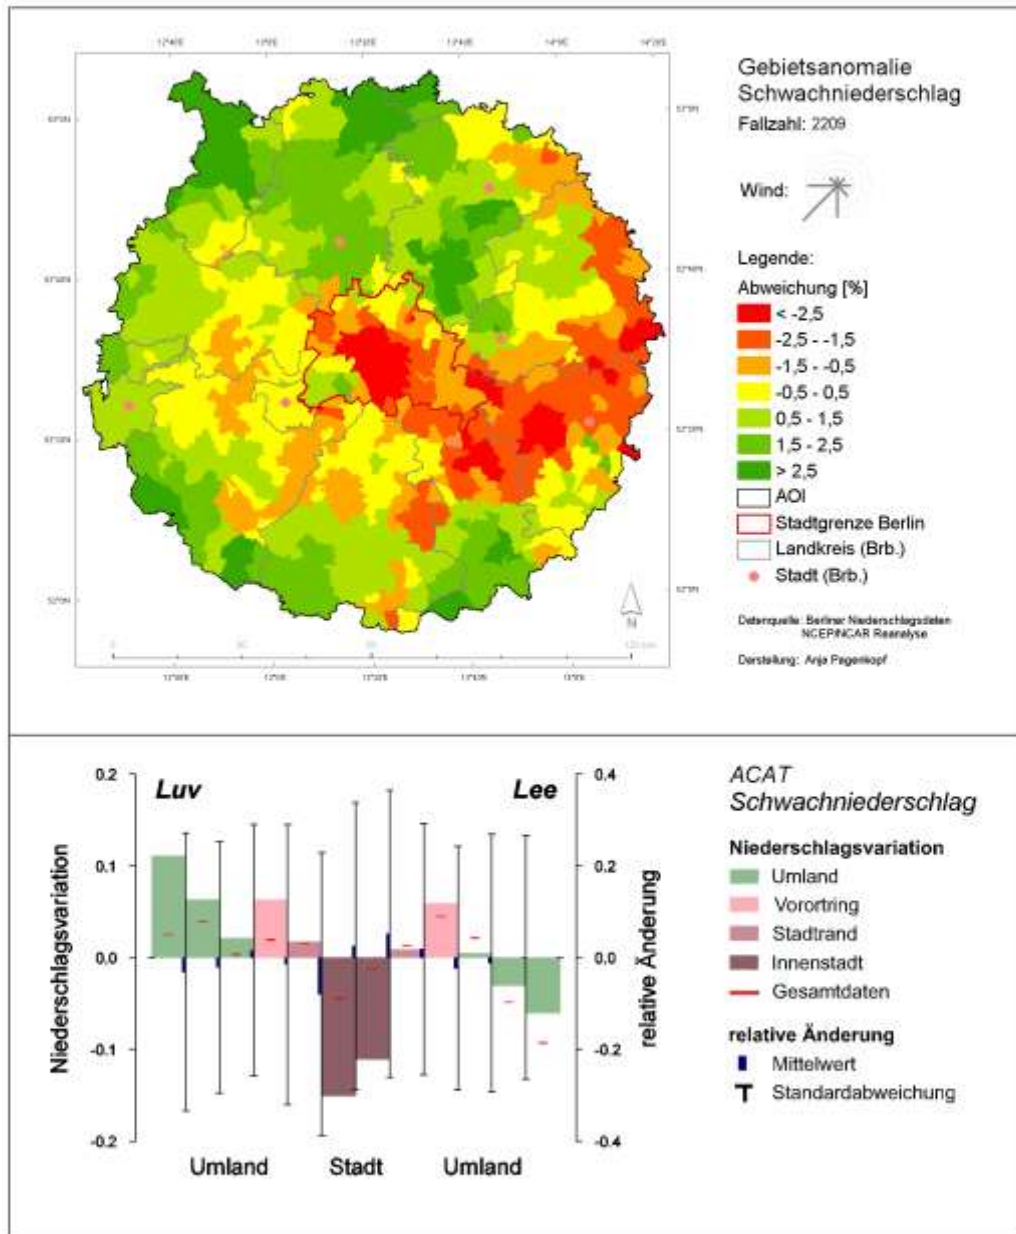 Gebietsanomalie
Schwachniederschlag
Fallzahl: 2209
Wind:
Legende:
Abweichung [%]
< -2,5
-2,5 - -1,5
-1,5 - -0,5
-0,5 - 0,5
0,5 - 1,5
1,5 - 2,5
> 2,5
AOI
Stadtgrenze Berlin
Landkreis (Brb.)
Stadt (Brb.)
N
Datenquelle: Berliner Niederschlagsdaten
NCEP/NCAR Reanalyse
Darstellung: Anja Pagenkopf
Luv
Lee
Niederschlagsvariation
0.2
0.1
0.0
-0.1
-0.2
relative Änderung
0.4
0.2
0.0
-0.2
-0.4
Umland Stadt Umland
ACAT
Schwachniederschlag
Niederschlagsvariation
Umland
Vorortring
Stadtrand
Innenstadt
Gesamtdaten
relative Änderung
Mittelwert
Standardabweichung